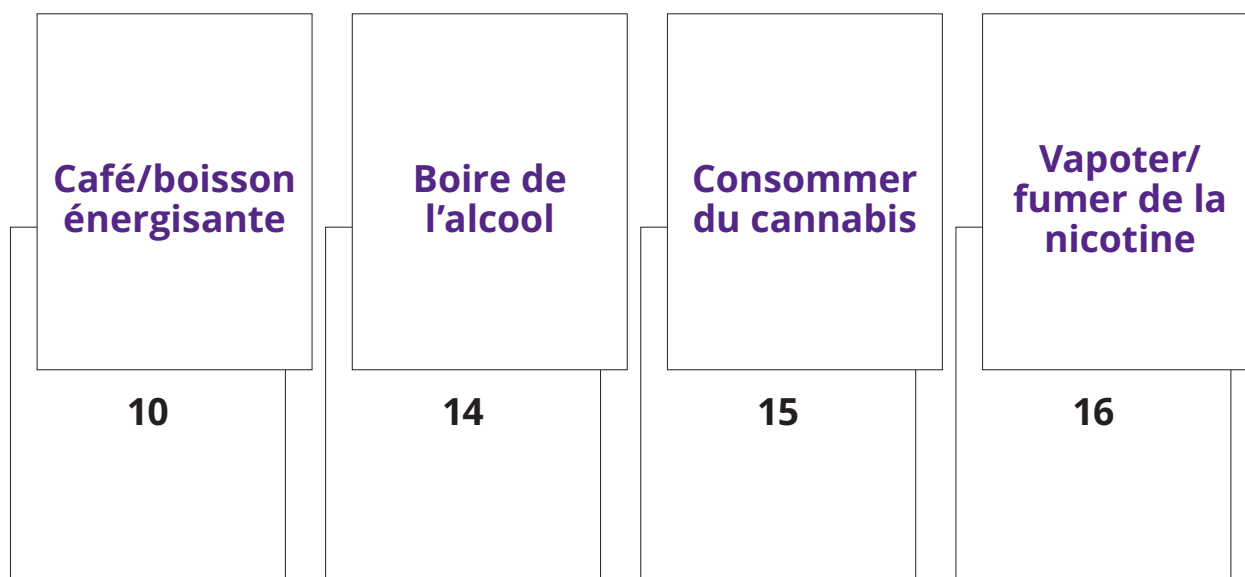 Café/boisson
énergisante
Boire de
l’alcool
Consommer
du cannabis
Vapoter/
fumer de la
nicotine
10
14
15
16